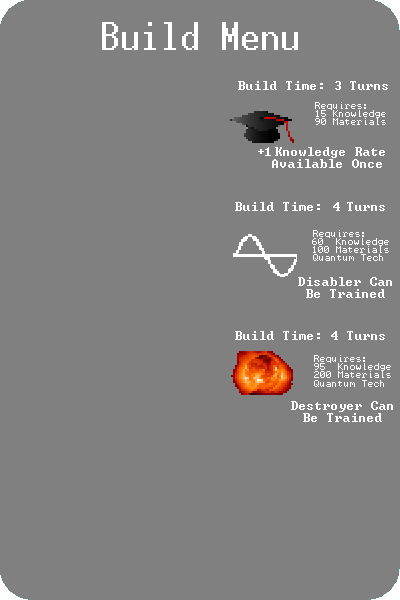 Build Menu
Build Time: 3 Turns
Requires:
15 Knowledge
90 Materials
+1 Knowledge Rate
Available Once
Build Time: 4 Turns
Requires:
60 Knowledge
100 Materials
Quantum Tech
Disabler Can
Be Trained
Build Time: 4 Turns
Requires:
95 Knowledge
200 Materials
Quantum Tech
Destroyer Can
Be Trained